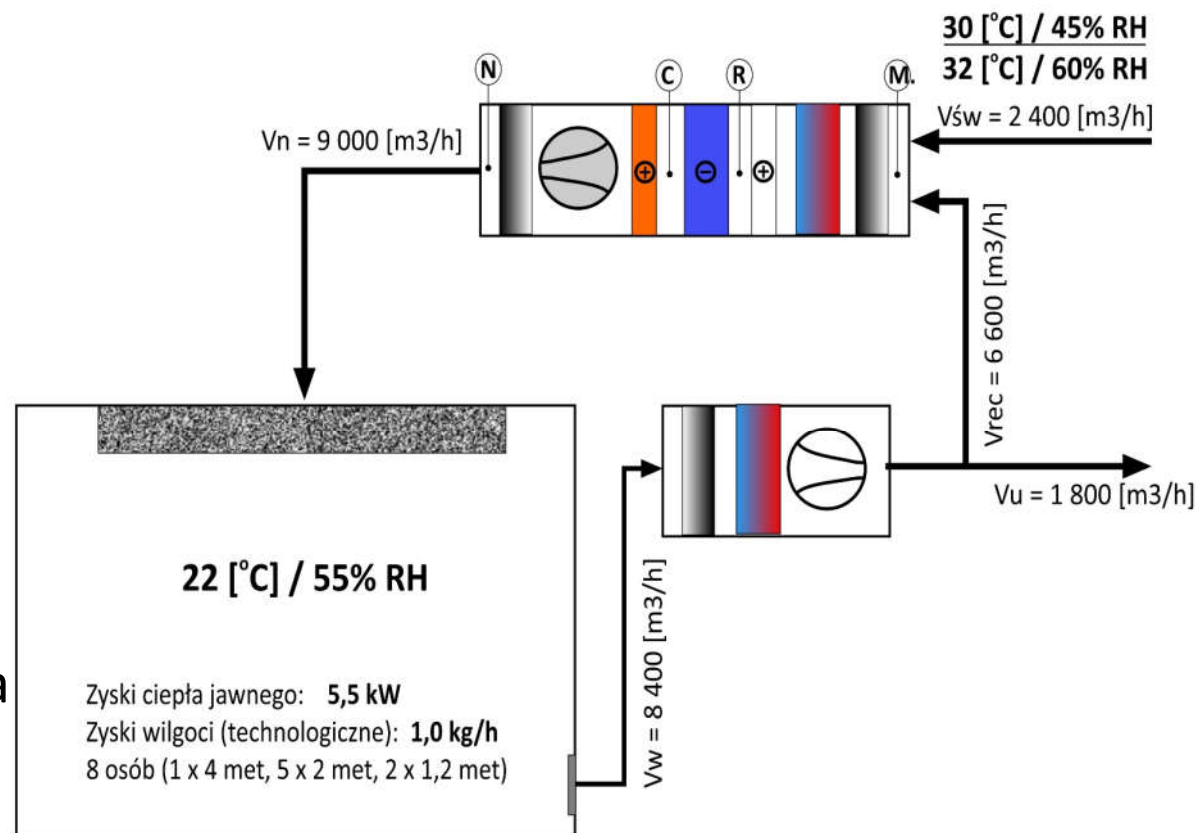 30 [°C] / 45% RH
32 [°C] / 60% RH
N
C
R
M.
Vśw = 2 400 [m3/h]
Vn = 9 000 [m3/h]
+
-
+
Vrec = 6 600 [m3/h]
Vu = 1 800 [m3/h]
22 [°C] / 55% RH
Vw = 8 400 [m3/h]
a
Zyski ciepła jawnego: 5,5 kW
Zyski wilgoci (technologiczne): 1,0 kg/h
8 osób (1 x 4 met, 5 x 2 met, 2 x 1,2 met)